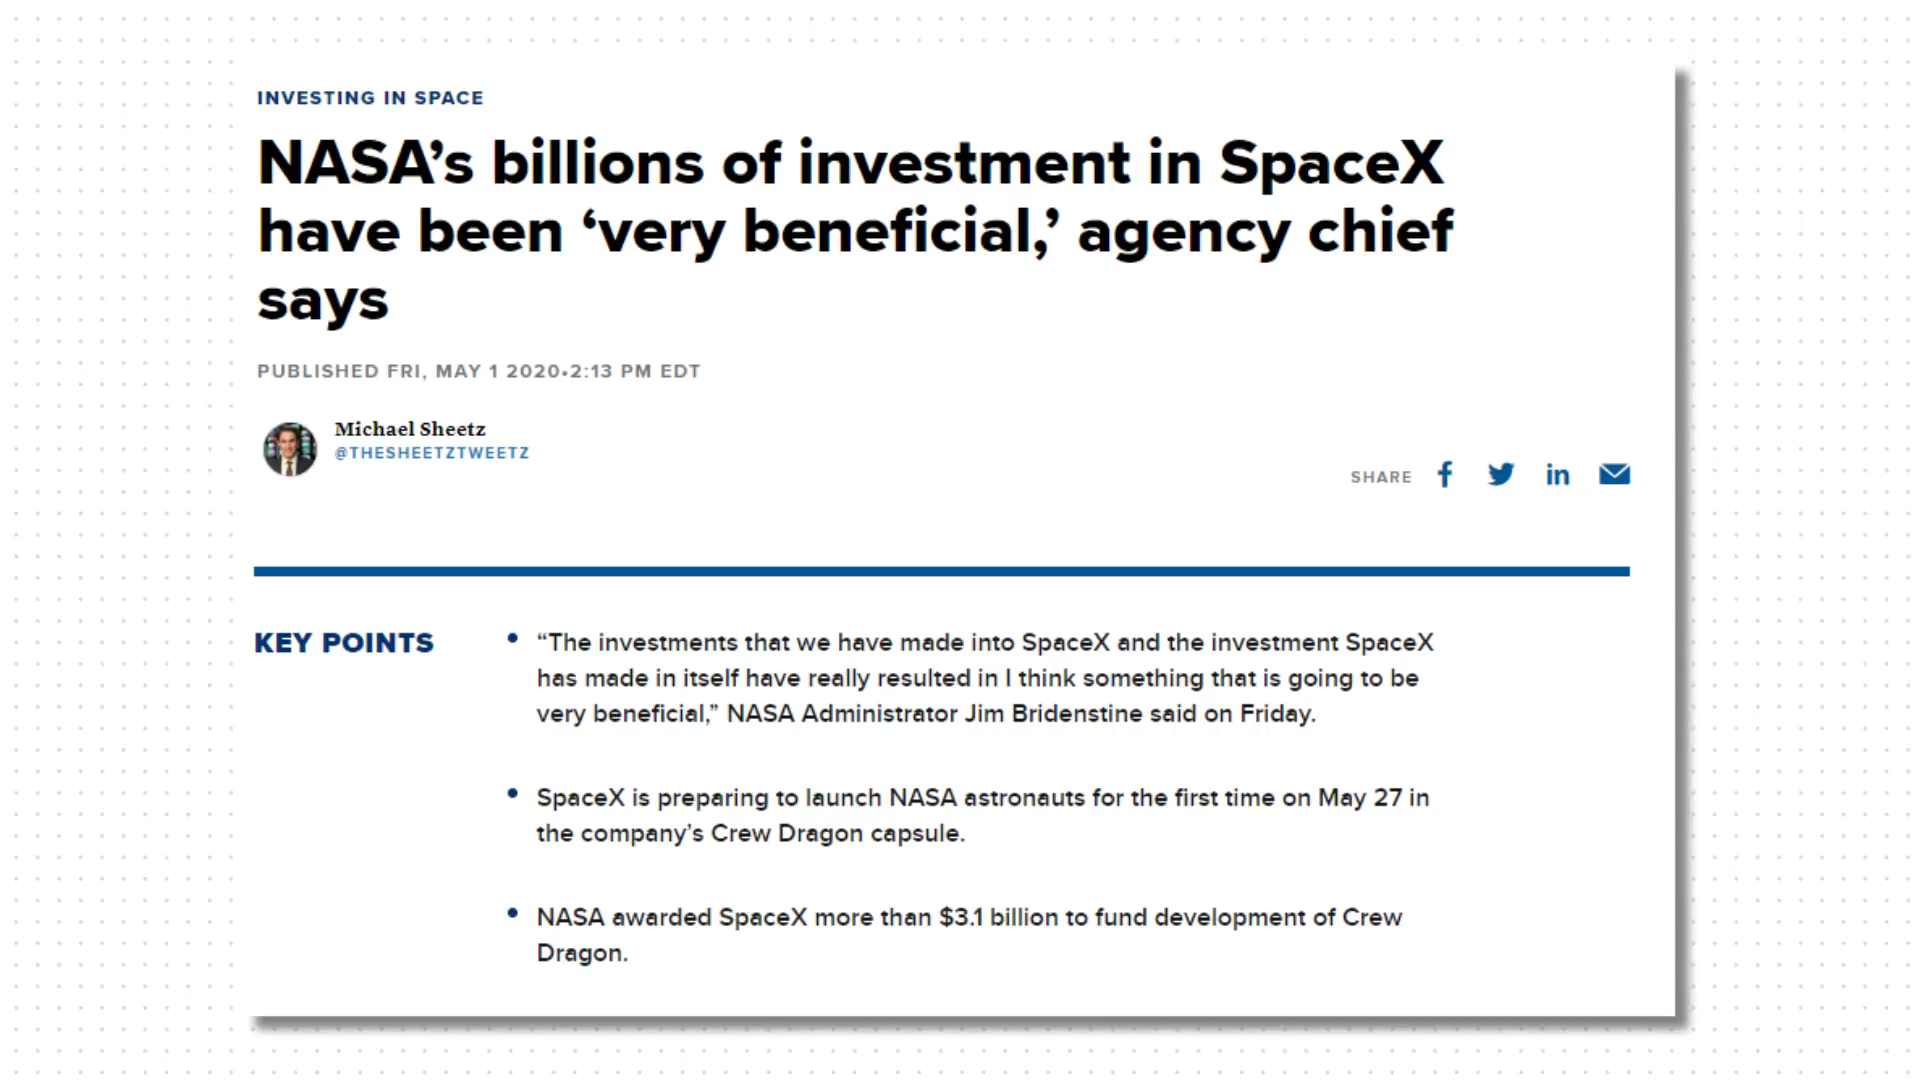 INVESTING IN SPACE
NASA’s billions of investment in SpaceX
have been ‘very beneficial,’ agency chief
says
PUBLISHED FRI, MAY 1 2020•2:13 PM EDT
Michael Sheetz
@THESHEETZTWEETZ
SHARE
KEY POINTS
• “The investments that we have made into SpaceX and the investment SpaceX
has made in itself have really resulted in I think something that is going to be
very beneficial,” NASA Administrator Jim Bridenstine said on Friday.
• SpaceX is preparing to launch NASA astronauts for the first time on May 27 in
the company’s Crew Dragon capsule.
• NASA awarded SpaceX more than $3.1 billion to fund development of Crew
Dragon.